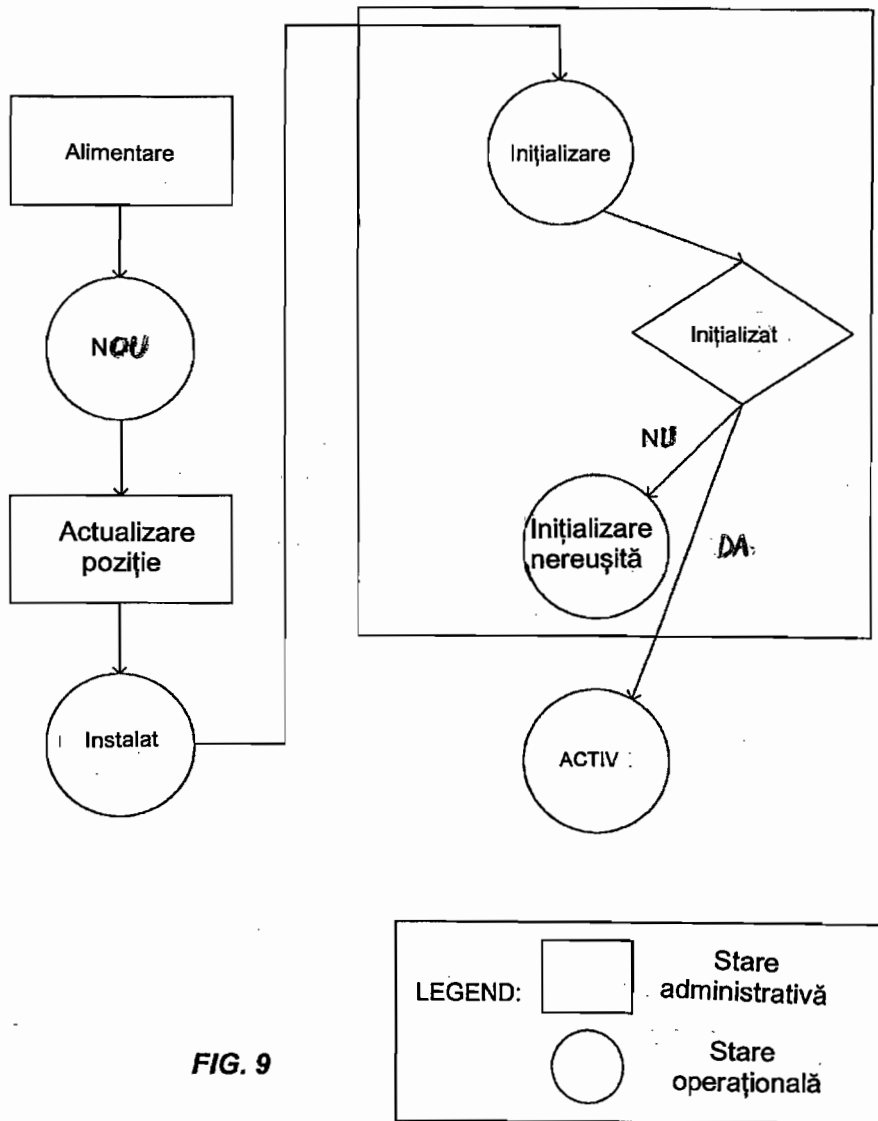 Alimentare
NOU
Actualizare
poziție
Instalat
Inițializare
Inițializat
NU
DA
Inițializare
nereușită
ACTIV
LEGEND:
Stare
administrativă
Stare
operațională
FIG. 9